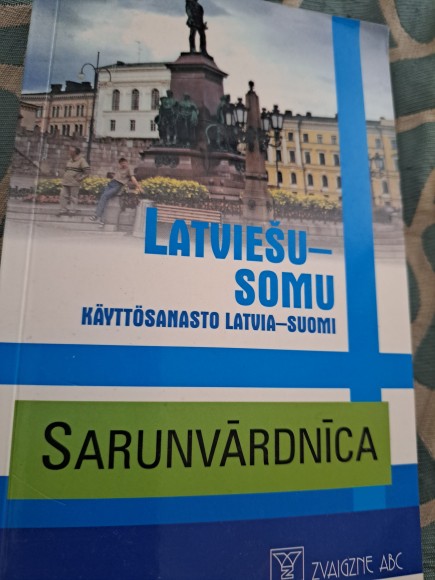 LATVIEŠU–
SOMU
KÄYTTÖSANASTO LATVIA–SUOMI
SARUNVĀRDNĪCA
ZVAIGZNE ABC